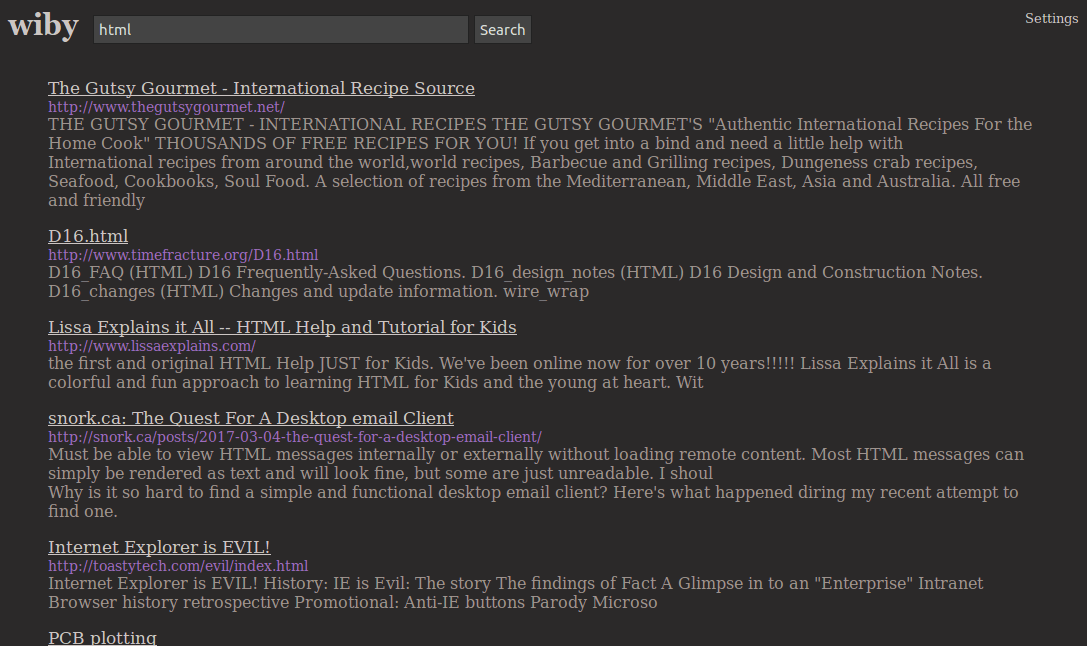 wiby
html
Search
Settings
The Gutsy Gourmet - International Recipe Source
http://www.thegutsygourmet.net/
THE GUTSY GOURMET - INTERNATIONAL RECIPES THE GUTSY GOURMET'S "Authentic International Recipes For the
Home Cook" THOUSANDS OF FREE RECIPES FOR YOU! If you get into a bind and need a little help with
International recipes from around the world,world recipes, Barbecue and Grilling recipes, Dungeness crab recipes,
Seafood, Cookbooks, Soul Food. A selection of recipes from the Mediterranean, Middle East, Asia and Australia. All free
and friendly
D16.html
http://www.timefracture.org/D16.html
D16_FAQ (HTML) D16 Frequently-Asked Questions. D16_design_notes (HTML) D16 Design and Construction Notes.
D16_changes (HTML) Changes and update information. wire_wrap
Lissa Explains it All -- HTML Help and Tutorial for Kids
http://www.lissaexplains.com/
the first and original HTML Help JUST for Kids. We've been online now for over 10 years!!!!! Lissa Explains it All is a
colorful and fun approach to learning HTML for Kids and the young at heart. Wit
snork.ca: The Quest For A Desktop email Client
http://snork.ca/posts/2017-03-04-the-quest-for-a-desktop-email-client/
Must be able to view HTML messages internally or externally without loading remote content. Most HTML messages can
simply be rendered as text and will look fine, but some are just unreadable. I shoul
Why is it so hard to find a simple and functional desktop email client? Here's what happened diring my recent attempt to
find one.
Internet Explorer is EVIL!
http://toastytech.com/evil/index.html
Internet Explorer is EVIL! History: IE is Evil: The story The findings of Fact A Glimpse in to an "Enterprise" Intranet
Browser history retrospective Promotional: Anti-IE buttons Parody Microso
PCB plotting